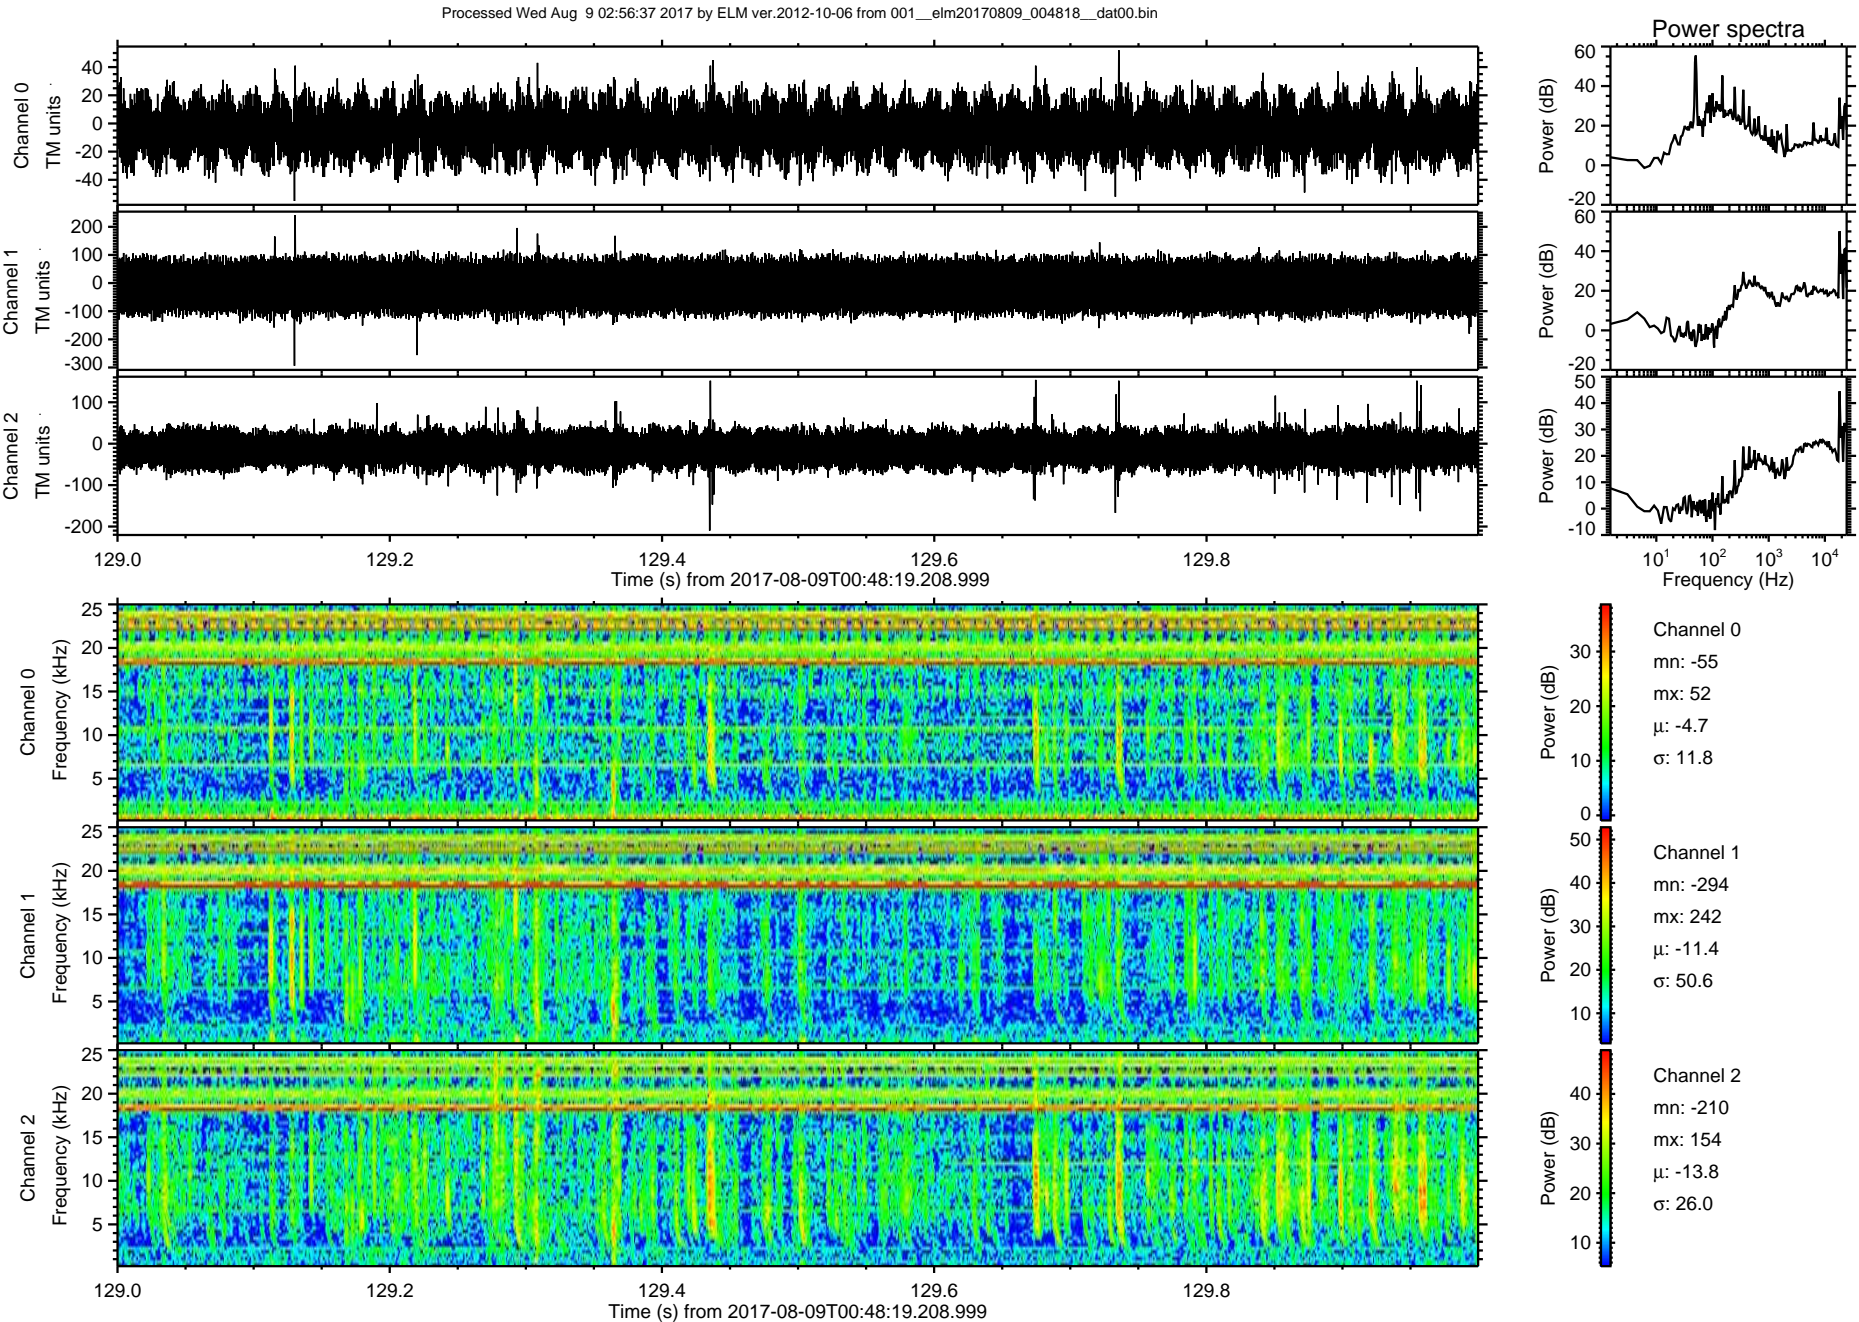 Processed Wed Aug  9 02:56:37 2017 by ELM ver.2012-10-06 from 001__elm20170809_004818__dat00.bin
Power spectra
Channel 0
TM units
40
20
0
-20
-40
Power (dB)
60
40
20
0
-20
Channel 1
TM units
200
100
0
-100
-200
-300
Power (dB)
60
40
20
0
-20
Channel 2
TM units
100
0
-100
-200
Power (dB)
50
40
30
20
10
0
-10
129.0 129.2 129.4 129.6 129.8
Time (s) from 2017-08-09T00:48:19.208.999
10^1 10^2 10^3 10^4
Frequency (Hz)
Channel 0
Frequency (kHz)
25
20
15
10
5
Power (dB)
30
20
10
0
Channel 0
mn: -55
mx: 52
μ: -4.7
σ: 11.8
Channel 1
Frequency (kHz)
25
20
15
10
5
Power (dB)
50
40
30
20
10
Channel 1
mn: -294
mx: 242
μ: -11.4
σ: 50.6
Channel 2
Frequency (kHz)
25
20
15
10
5
Power (dB)
40
30
20
10
Channel 2
mn: -210
mx: 154
μ: -13.8
σ: 26.0
129.0 129.2 129.4 129.6 129.8
Time (s) from 2017-08-09T00:48:19.208.999